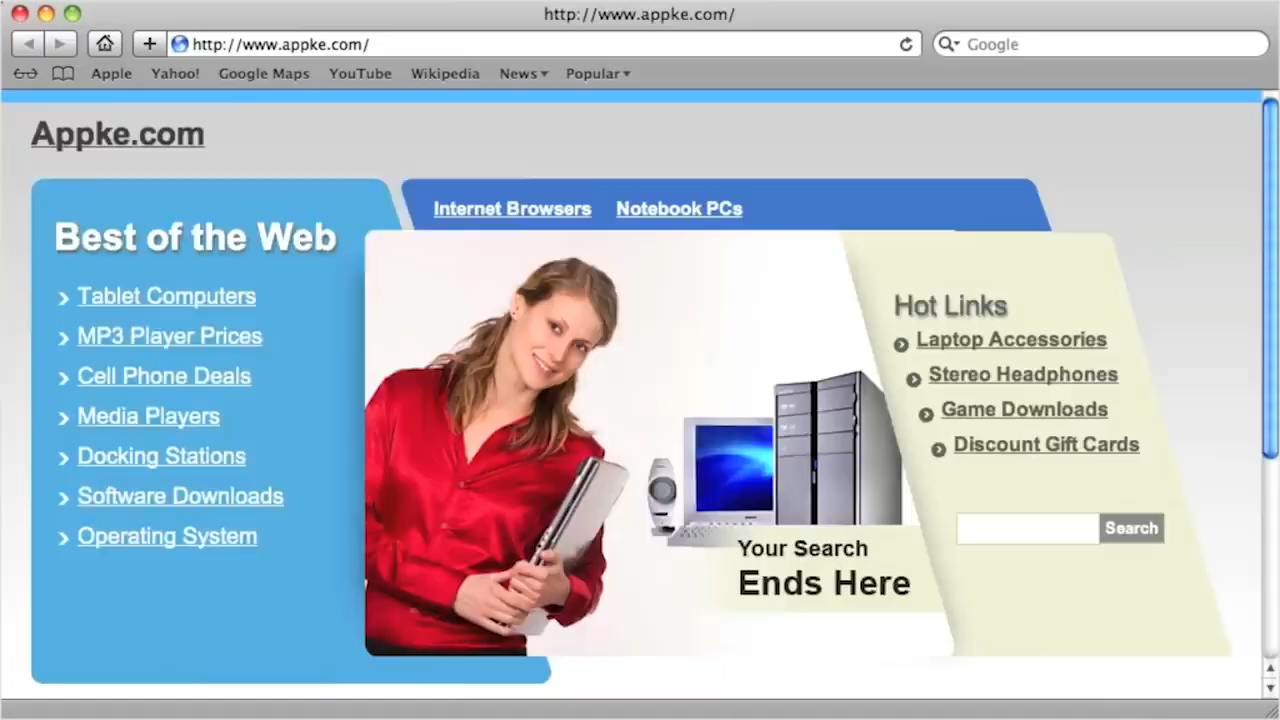 http://www.appke.com/
http://www.appke.com/
Google
Apple
Yahoo!
Google Maps
YouTube
Wikipedia
News
Popular
Appke.com
Internet Browsers
Notebook PCs
Best of the Web
Tablet Computers
MP3 Player Prices
Cell Phone Deals
Media Players
Docking Stations
Software Downloads
Operating System
Your Search
Ends Here
Hot Links
Laptop Accessories
Stereo Headphones
Game Downloads
Discount Gift Cards
Search